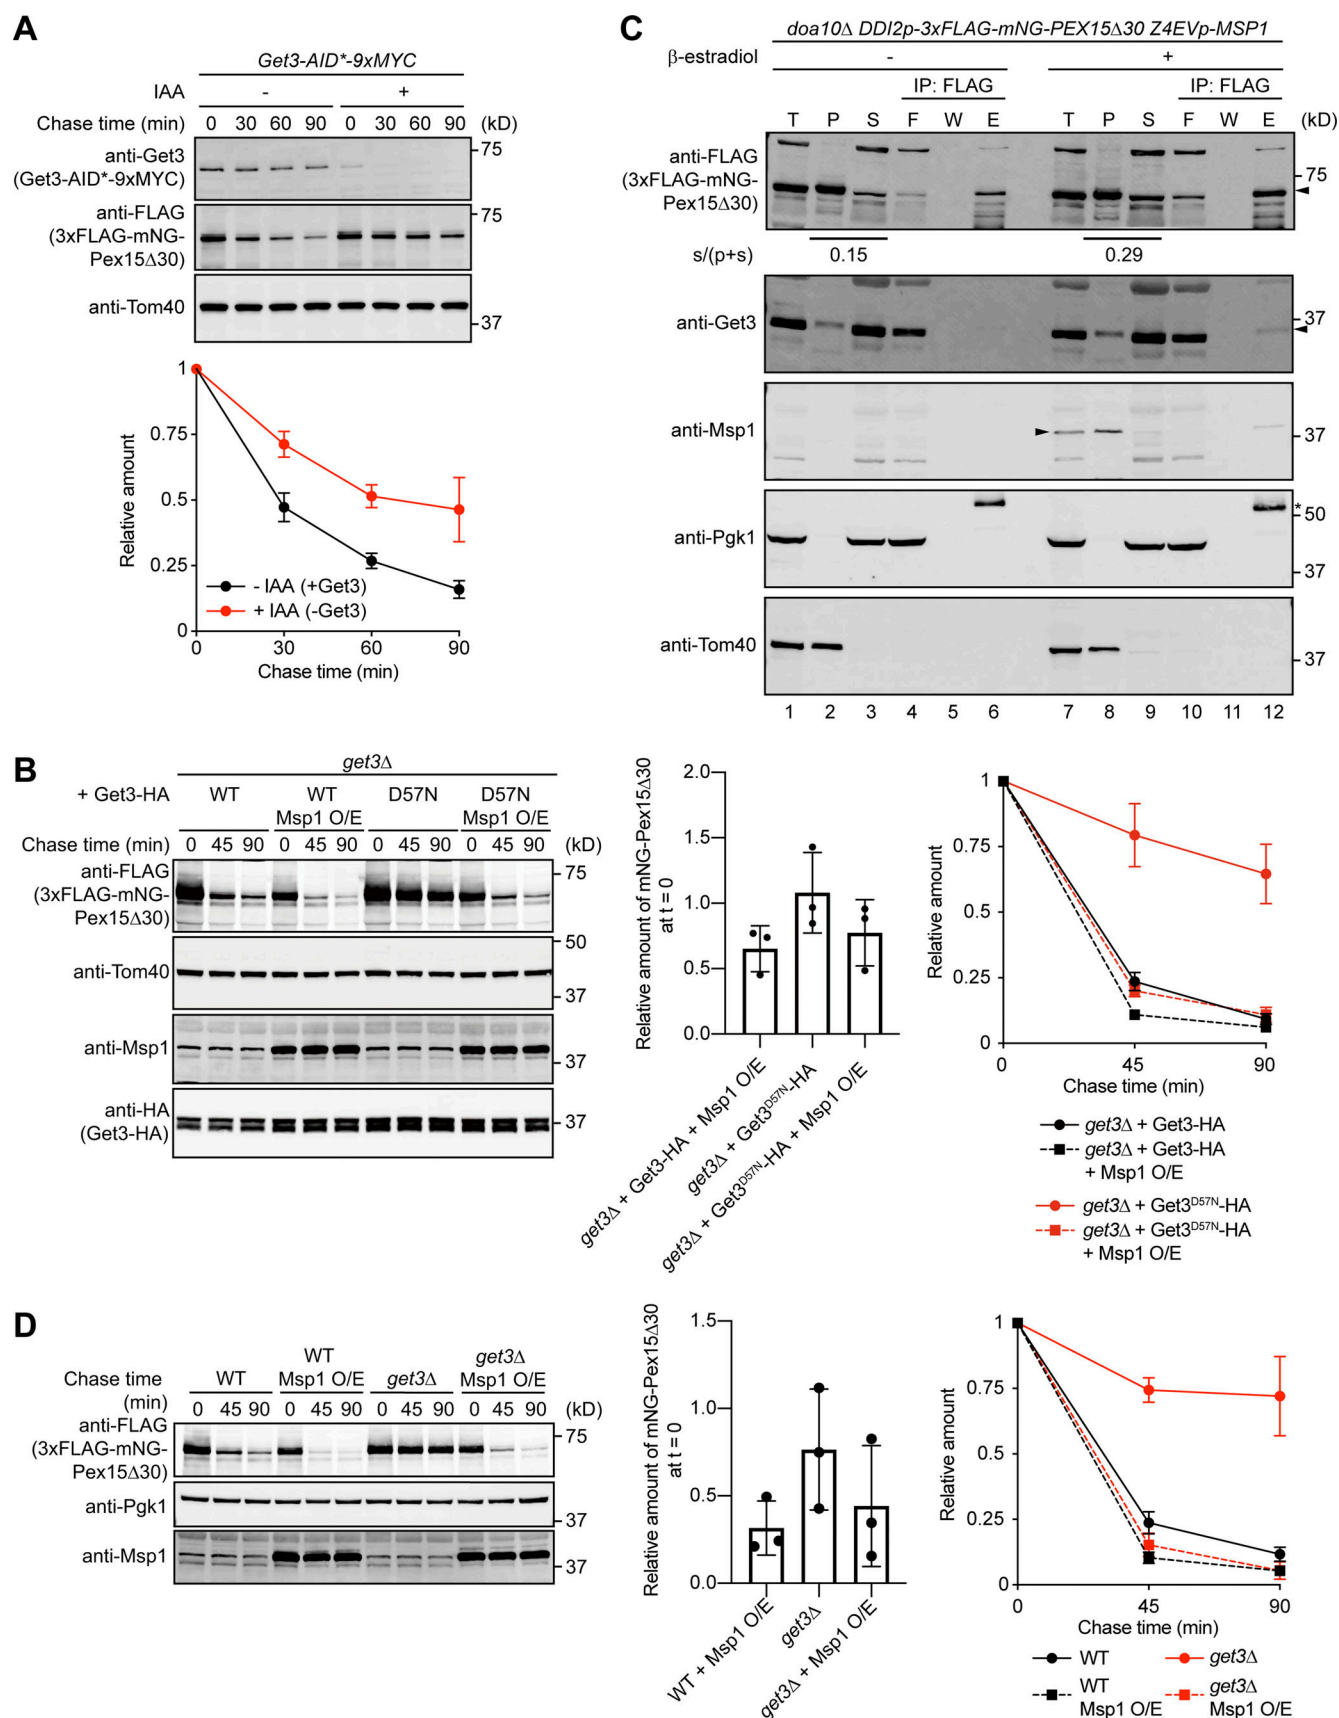 A
Get3-AID*-9xMYC
IAA - +
Chase time (min) 0 30 60 90 0 30 60 90 (kD)
anti-Get3
(Get3-AID*-9xMYC)
75
anti-FLAG
(3xFLAG-mNG-
Pex15Δ30)
75
anti-Tom40
37
Relative amount
1
0.75
0.5
0.25
0
- IAA (+Get3)
+ IAA (-Get3)
0 30 60 90
Chase time (min)
C
doa10Δ DDI2p-3xFLAG-mNG-PEX15Δ30 Z4EVp-MSP1
β-estradiol - +
IP: FLAG IP: FLAG
T P S F W E T P S F W E (kD)
anti-FLAG
(3xFLAG-mNG-
Pex15Δ30)
75
s/(p+s) 0.15 0.29
anti-Get3
37
anti-Msp1
37
anti-Pgk1
*
50
37
anti-Tom40
37
1 2 3 4 5 6 7 8 9 10 11 12
B
get3Δ
+ Get3-HA WT WT D57N D57N
Msp1 O/E Msp1 O/E
Chase time (min) 0 45 90 0 45 90 0 45 90 0 45 90 (kD)
anti-FLAG
(3xFLAG-mNG-
Pex15Δ30)
75
anti-Tom40
50
37
anti-Msp1
37
anti-HA
(Get3-HA)
37
Relative amount of mNG-Pex15Δ30
at t = 0
2.0
1.5
1.0
0.5
0.0
get3Δ + Get3-HA + Msp1 O/E
get3Δ + Get3D57N-HA
get3Δ + Get3D57N-HA + Msp1 O/E
Relative amount
1
0.75
0.5
0.25
0
0 45 90
Chase time (min)
get3Δ + Get3-HA
get3Δ + Get3-HA
+ Msp1 O/E
get3Δ + Get3D57N-HA
get3Δ + Get3D57N-HA
+ Msp1 O/E
D
Chase time
(min)
WT WT get3Δ get3Δ
Msp1 O/E Msp1 O/E
0 45 90 0 45 90 0 45 90 0 45 90 (kD)
anti-FLAG
(3xFLAG-mNG-
Pex15Δ30)
75
anti-Pgk1
37
anti-Msp1
37
Relative amount of mNG-Pex15Δ30
at t = 0
1.5
1.0
0.5
0.0
WT + Msp1 O/E
get3Δ
get3Δ + Msp1 O/E
Relative amount
1
0.75
0.5
0.25
0
0 45 90
Chase time (min)
WT get3Δ
WT get3Δ
Msp1 O/E Msp1 O/E